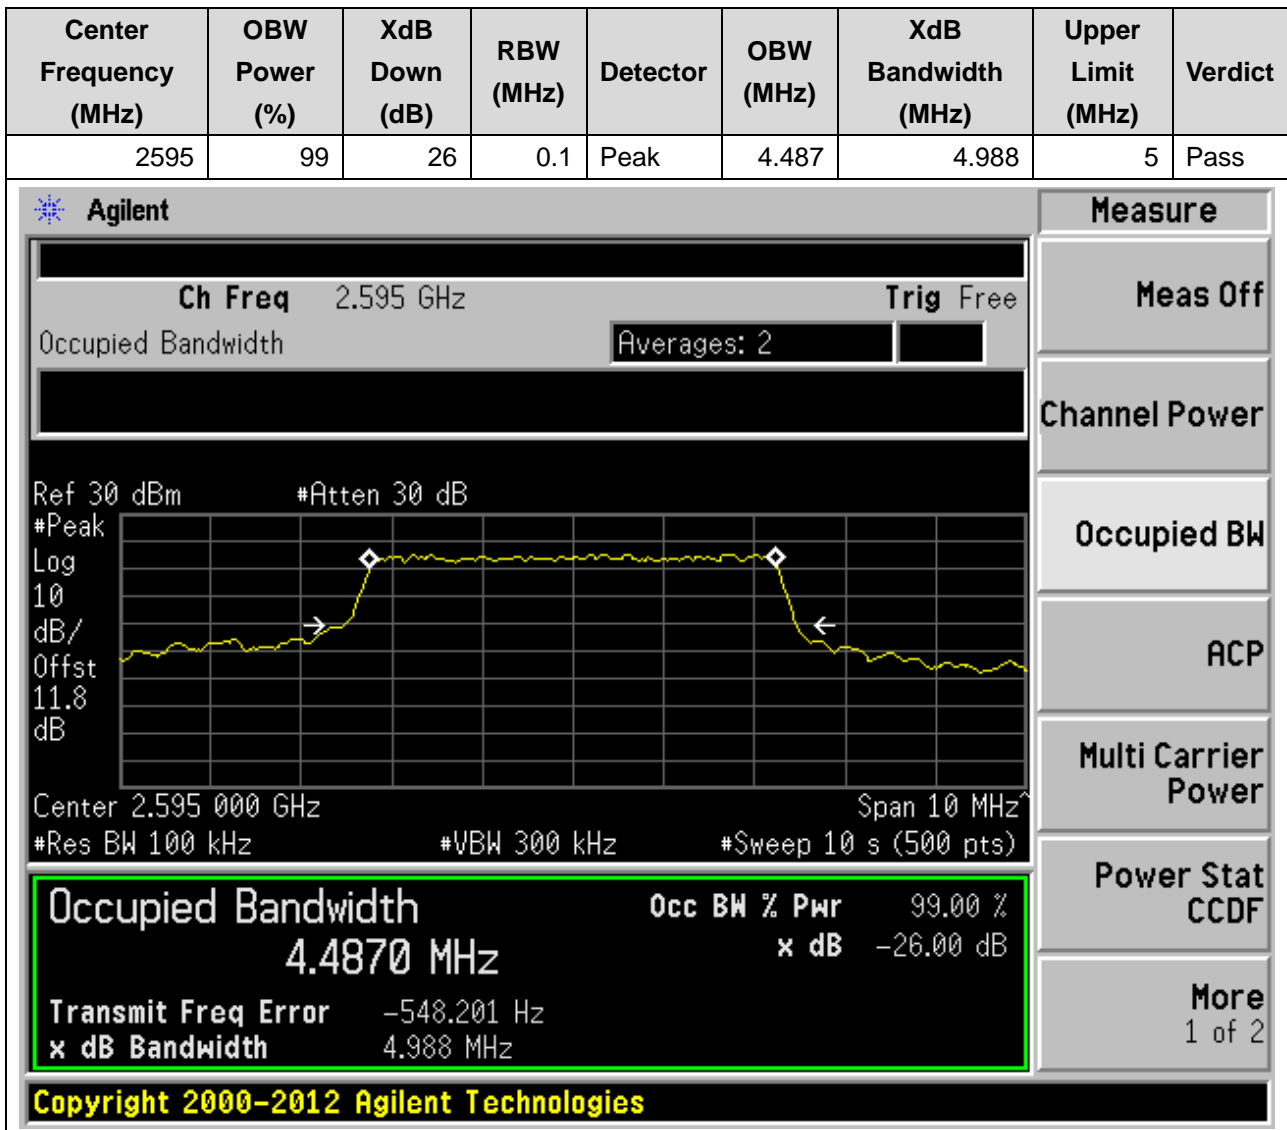 Center Frequency (MHz) OBW Power (%) XdB Down (dB) RBW (MHz) Detector OBW (MHz) XdB Bandwidth (MHz) Upper Limit (MHz) Verdict
2595 99 26 0.1 Peak 4.487 4.988 5 Pass
Agilent
Measure
Ch Freq 2.595 GHz Trig Free
Meas Off
Occupied Bandwidth Averages: 2
Channel Power
Ref 30 dBm #Atten 30 dB
#Peak
Log
10
dB/
Offst
11.8
dB
Occupied BW
ACP
Multi Carrier
Power
Center 2.595 000 GHz Span 10 MHz^
#Res BW 100 kHz #VBW 300 kHz #Sweep 10 s (500 pts)
Occupied Bandwidth Occ BW % Pwr 99.00 %
4.4870 MHz x dB -26.00 dB
Power Stat
CCDF
Transmit Freq Error -548.201 Hz
x dB Bandwidth 4.988 MHz
More
1 of 2
Copyright 2000-2012 Agilent Technologies